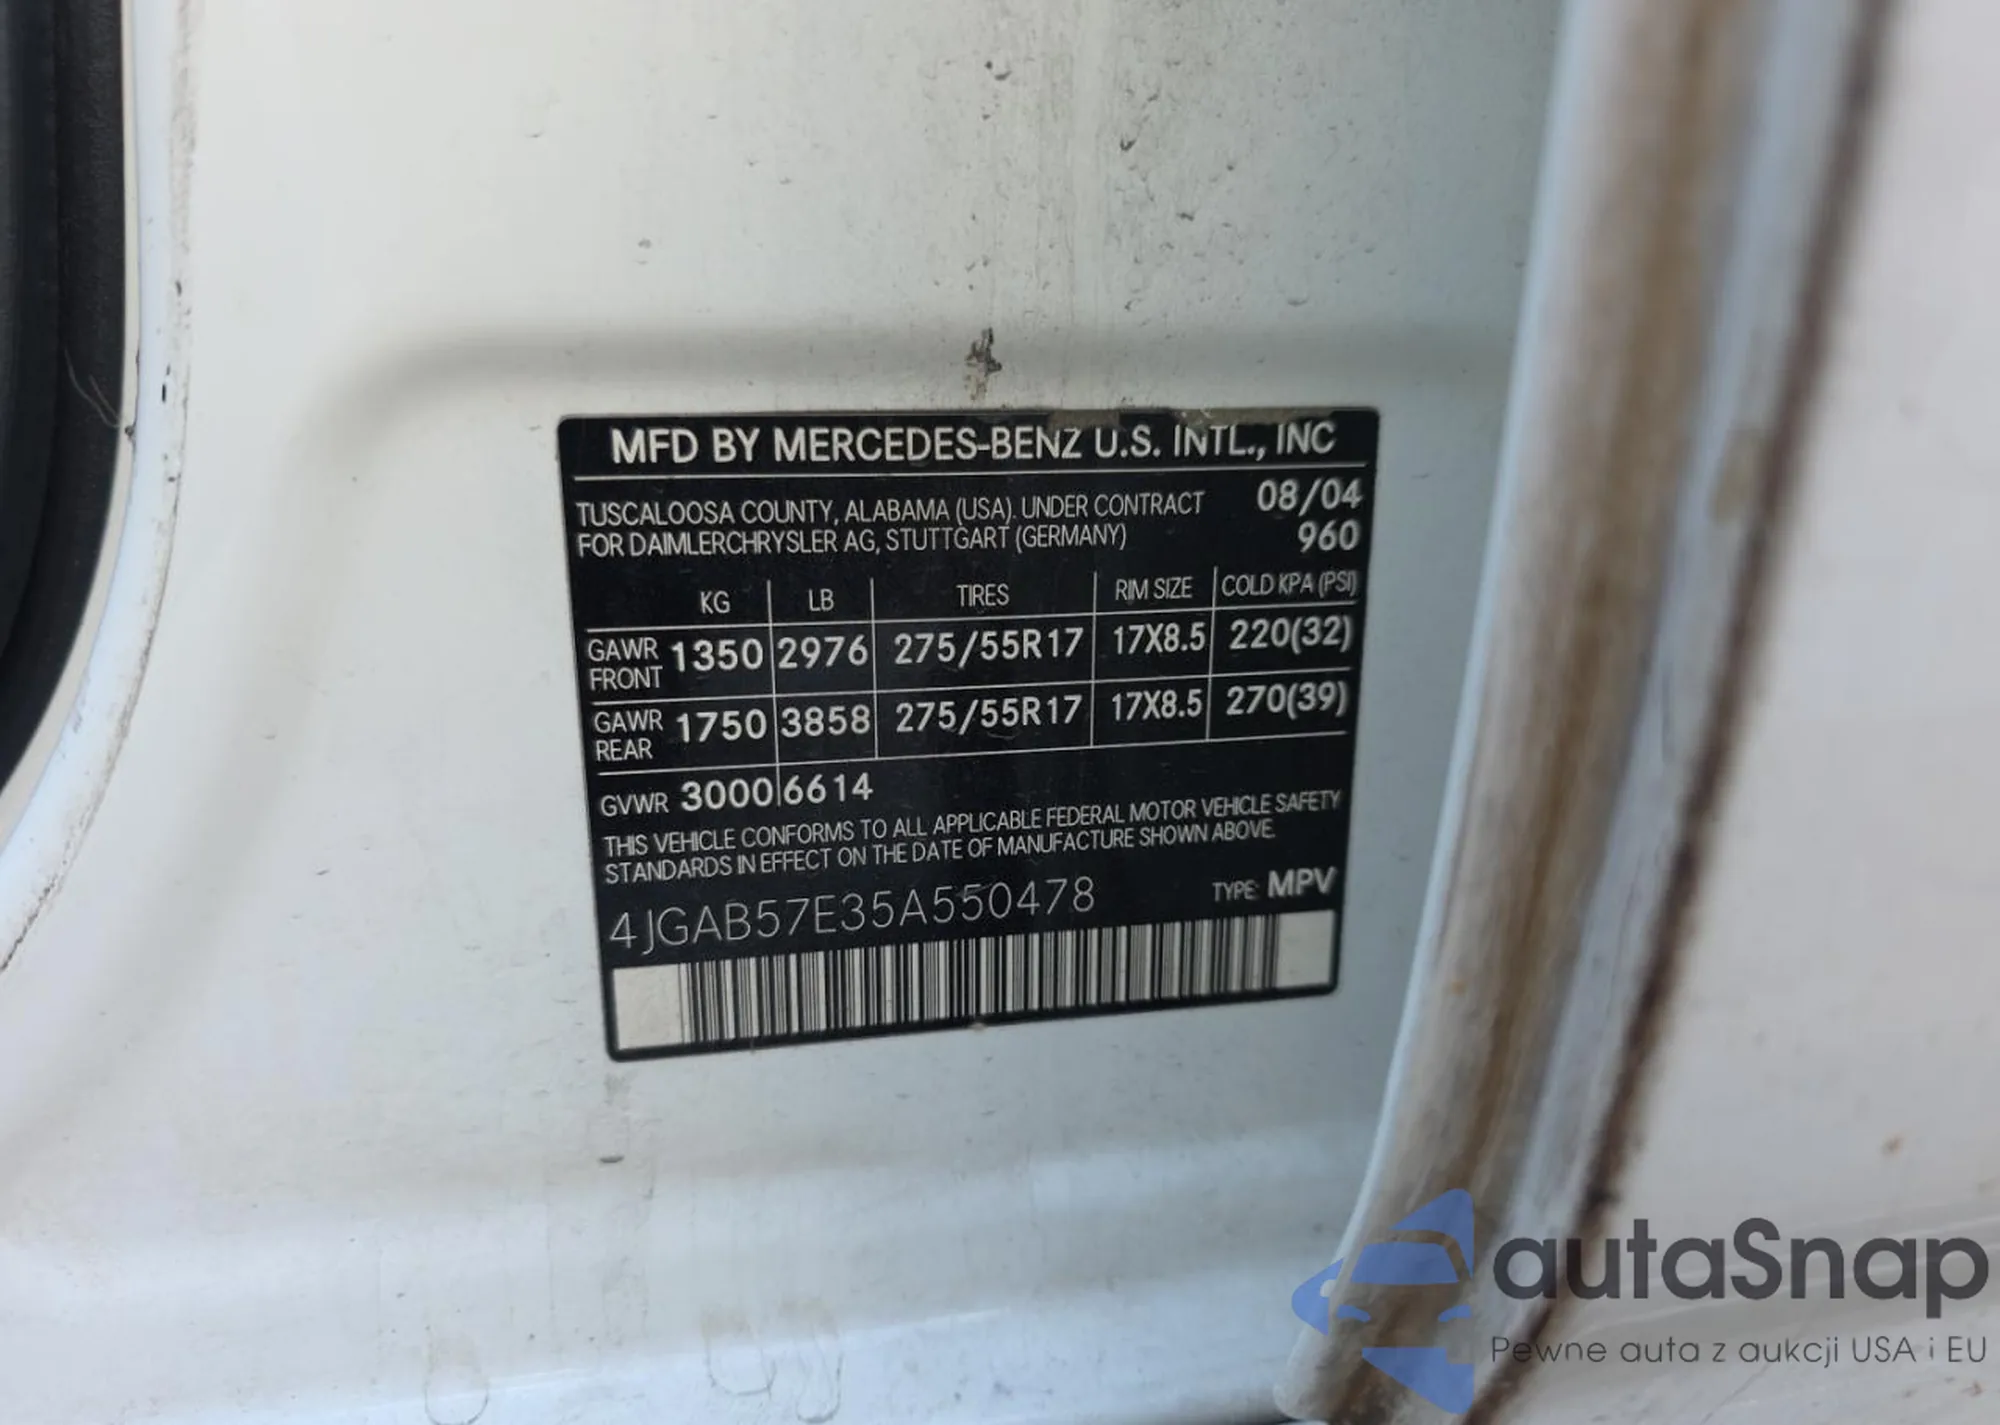 MFD BY MERCEDES-BENZ U.S. INTL., INC
TUSCALOOSA COUNTY, ALABAMA (USA). UNDER CONTRACT 08/04
FOR DAIMLERCHRYSLER AG, STUTTGART (GERMANY) 960
KG LB TIRES RIM SIZE COLD KPA (PSI)
GAWR FRONT 1350 2976 275/55R17 17X8.5 220(32)
GAWR REAR 1750 3858 275/55R17 17X8.5 270(39)
GVWR 3000 6614
THIS VEHICLE CONFORMS TO ALL APPLICABLE FEDERAL MOTOR VEHICLE SAFETY
STANDARDS IN EFFECT ON THE DATE OF MANUFACTURE SHOWN ABOVE.
4JGAB57E35A550478 TYPE: MPV
autaSnap
Pewne auta z aukcji USA i EU